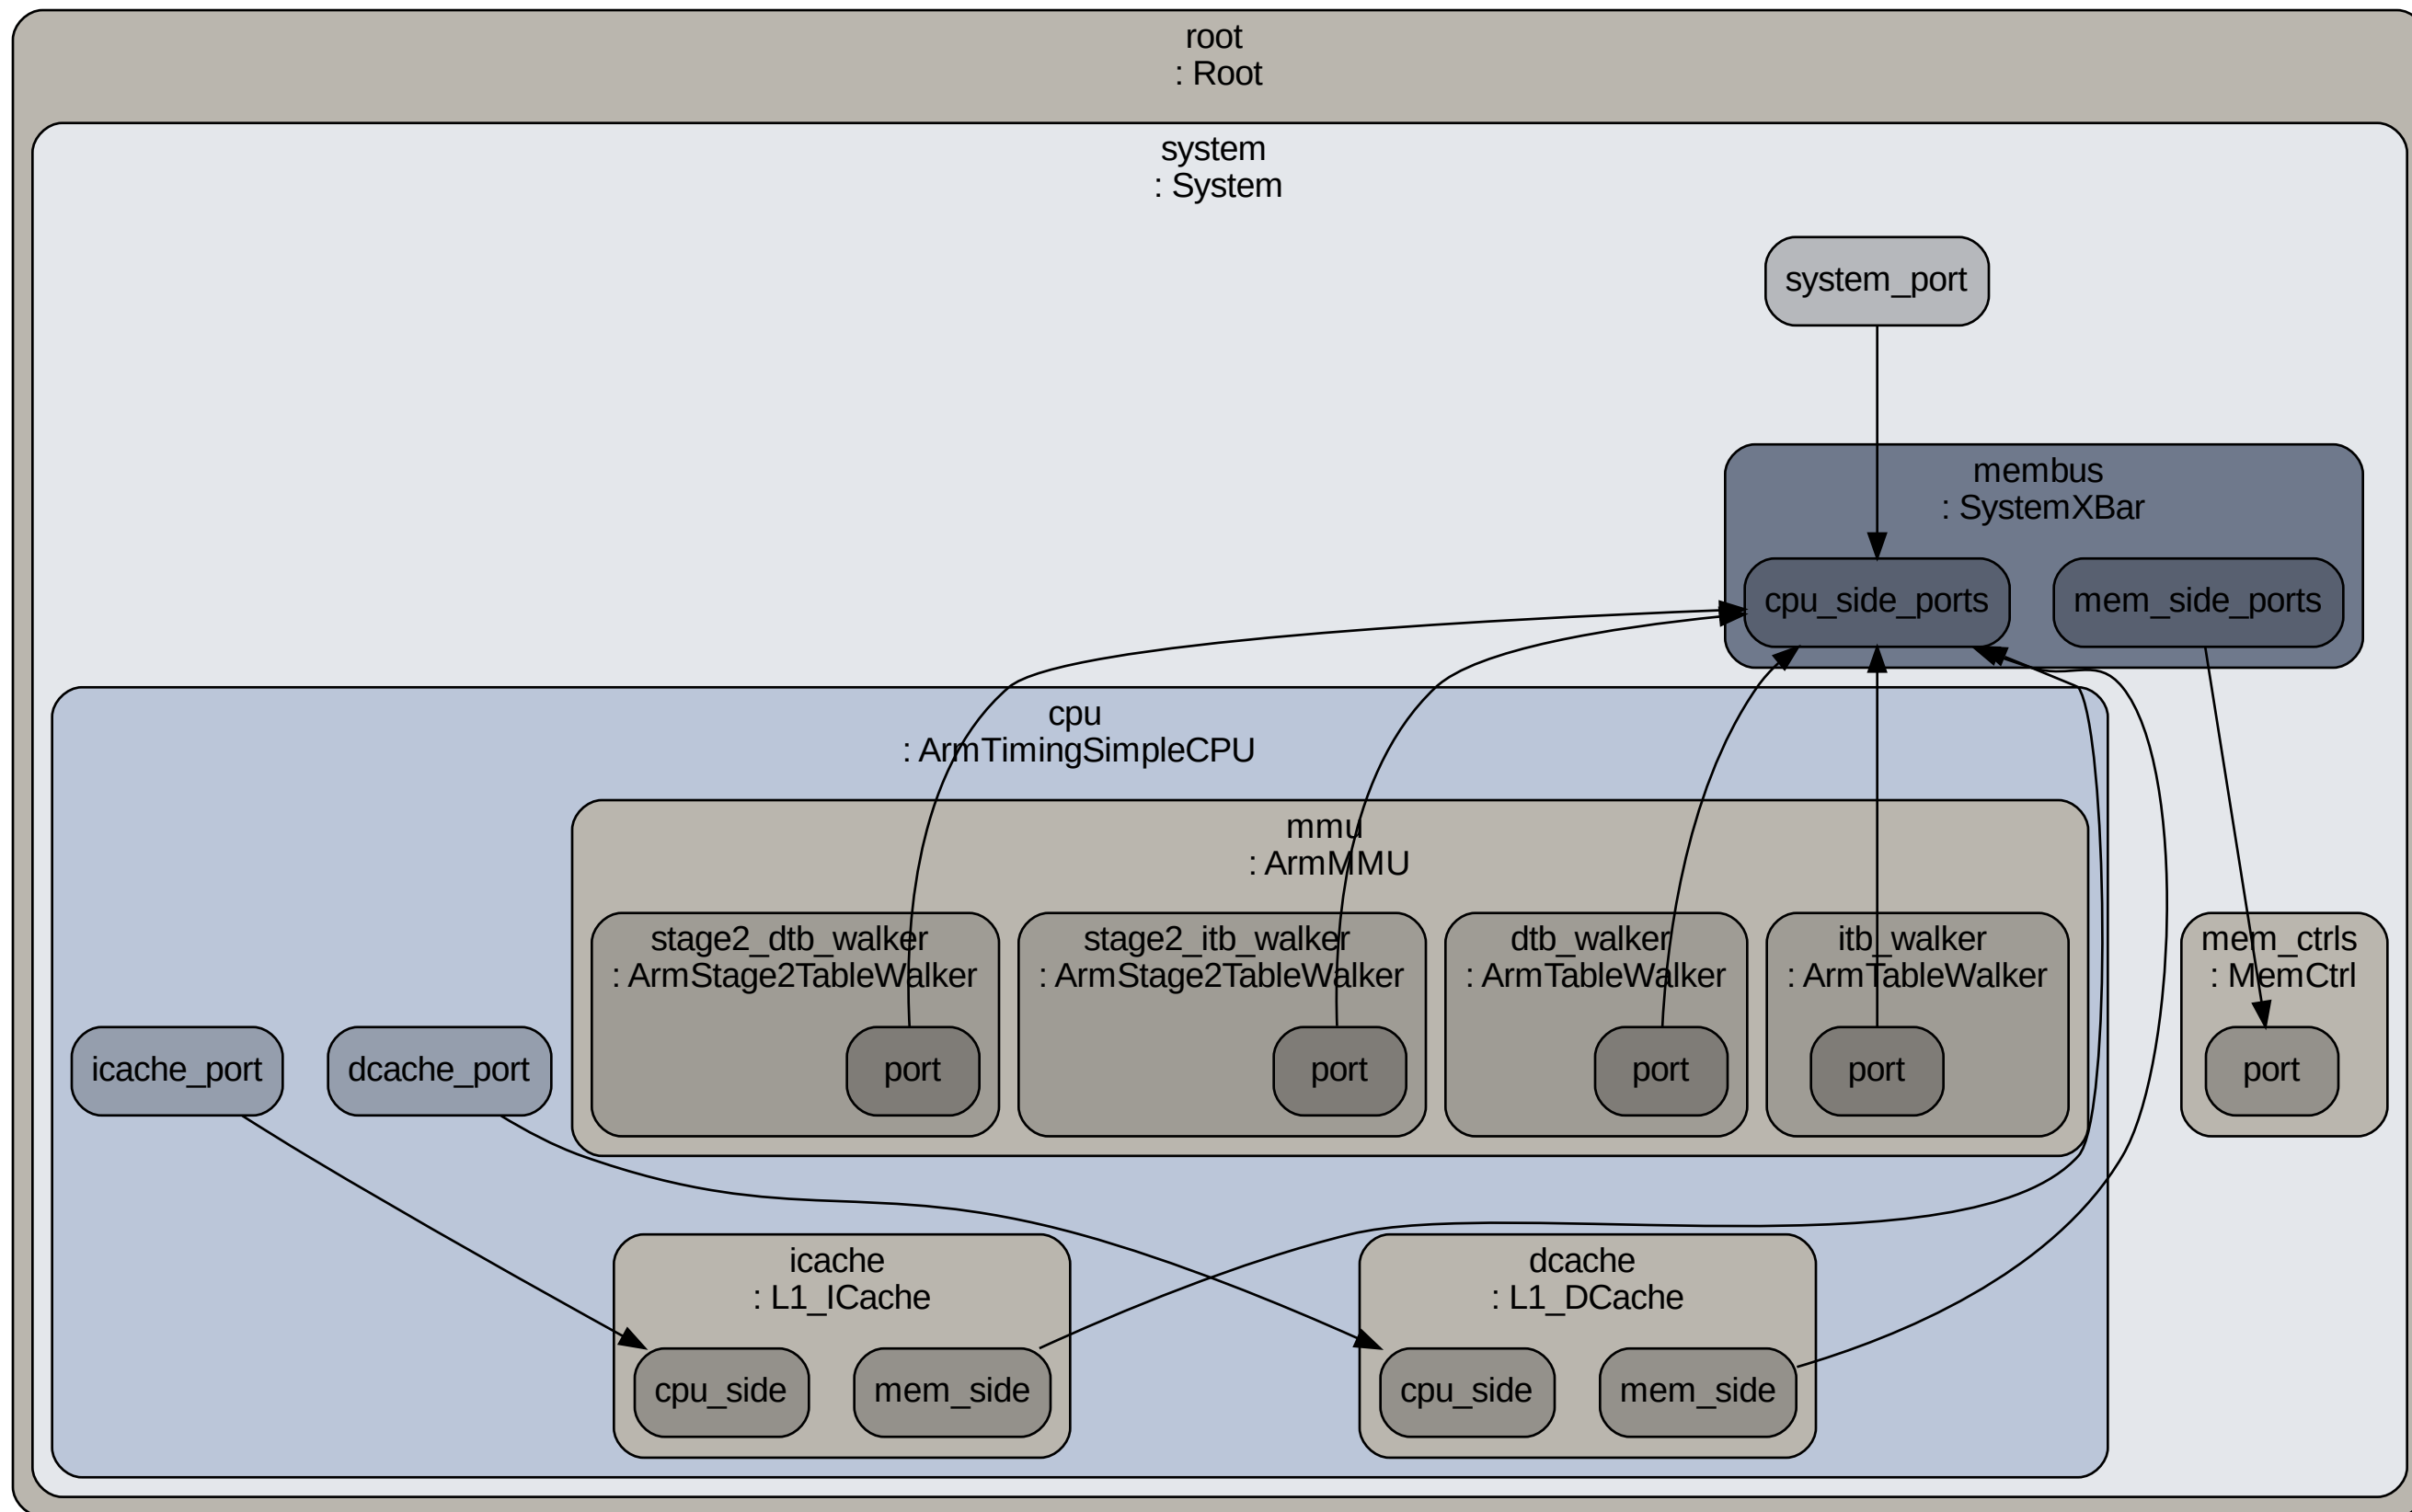 root
: Root
system
: System
system_port
membus
: SystemXBar
cpu_side_ports
mem_side_ports
cpu
: ArmTimingSimpleCPU
mmu
: ArmMMU
stage2_dtb_walker
: ArmStage2TableWalker
port
stage2_itb_walker
: ArmStage2TableWalker
port
dtb_walker
: ArmTableWalker
port
itb_walker
: ArmTableWalker
port
mem_ctrls
: MemCtrl
port
icache_port
dcache_port
icache
: L1_ICache
cpu_side
mem_side
dcache
: L1_DCache
cpu_side
mem_side